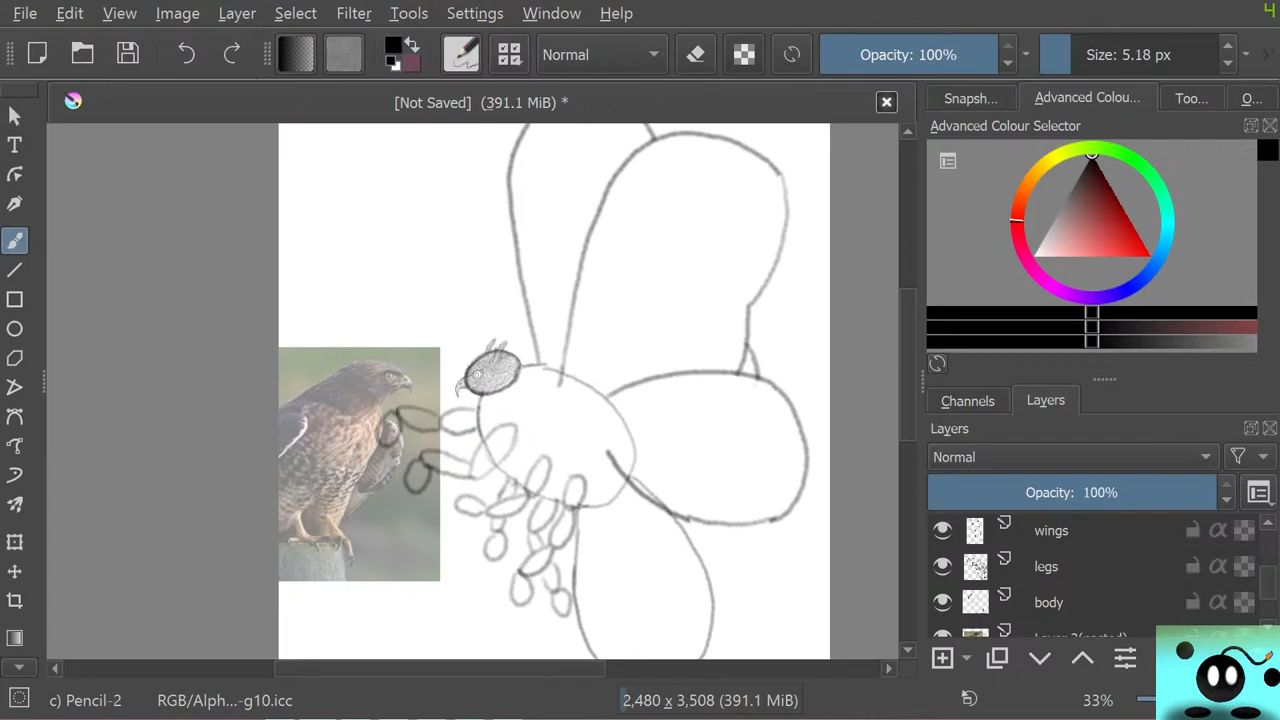 File Edit View Image Layer Select Filter Tools Settings Window Help
4
Normal
Opacity: 100%
Size: 5.18 px
[Not Saved] (391.1 MiB) *
Snapsh... Advanced Colou... Too... O...
Advanced Colour Selector
Channels Layers
Layers
Normal
Opacity: 100%
wings
legs
body
c) Pencil-2 RGB/Alph...-g10.icc 2,480 x 3,508 (391.1 MiB) 33%